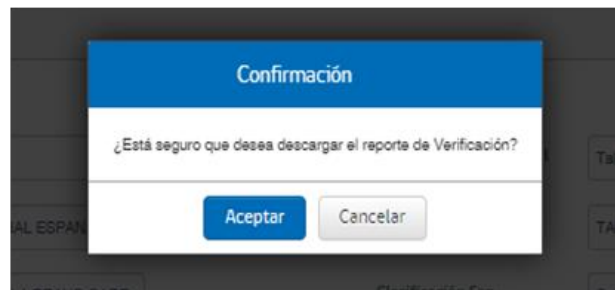 Confirmación
¿Está seguro que desea descargar el reporte de Verificación?
Aceptar
Cancelar